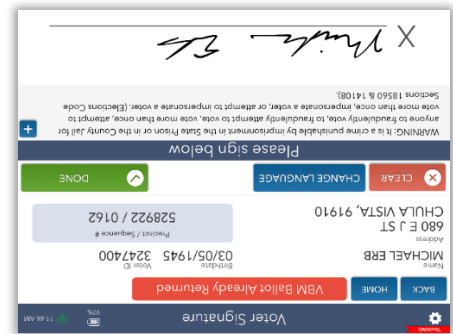 TRAINING
Voter Signature
97%
11:46 AM
BACK
HOME
VBM Ballot Already Returned
Name
MICHAEL ERB
Birthdate
03/05/1945
Voter ID
3247400
Address
680 E J ST
CHULA VISTA, 91910
Precinct / Sequence #
528922 / 0162
CLEAR
CHANGE LANGUAGE
DONE
Please sign below
WARNING: It is a crime punishable by imprisonment in the State Prison or in the County Jail for
anyone to fraudulently vote, to fraudulently attempt to vote, vote more than once, attempt to
vote more than once, impersonate a voter, or attempt to impersonate a voter. (Elections Code
Sections 18560 & 14108).
+
X